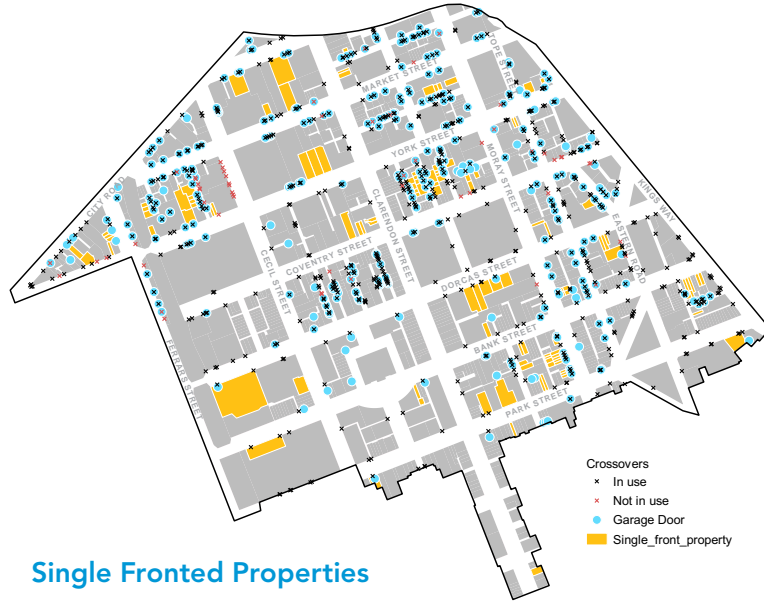 TOPE STREET
MARKET STREET
YORK STREET
MORAY STREET
CITY ROAD
KINGS WAY
CLARENDON STREET
EASTERN ROAD
COVENTRY STREET
CECIL STREET
DORCAS STREET
BANK STREET
FERRARS STREET
PARK STREET
Crossovers
In use
Not in use
Garage Door
Single_front_property
Single Fronted Properties